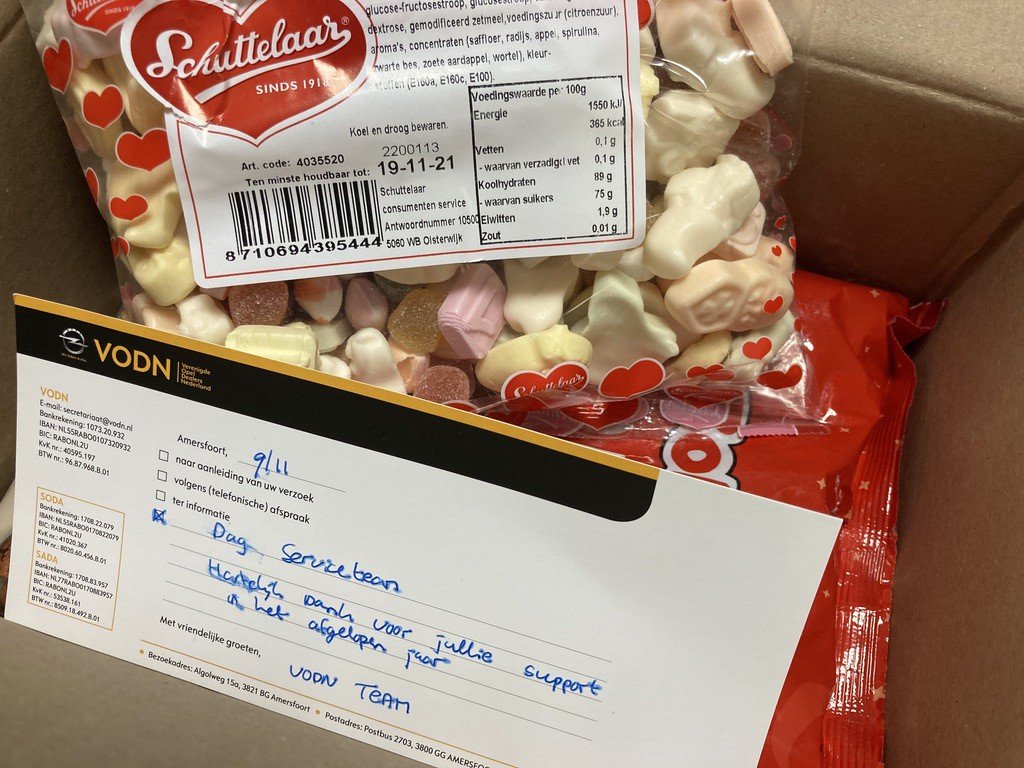 Schuttelaar
SINDS 1918
glucose-fructosestroop, glucosestroop,
dextrose, gemodificeerd zetmeel, voedingszuur (citroenzuur),
aroma's, concentraten (saffloer, radijs, appel, spirulina,
zwarte bes, zoete aardappel, wortel), kleur-
stoffen (E160a, E160c, E100).
Koel en droog bewaren.
Art. code: 4035520
2200113
Ten minste houdbaar tot: 19-11-21
Schuttelaar
consumenten service
Antwoordnummer 10500
5060 WB Oisterwijk
8 710694 395444
Voedingswaarde per 100g
Energie 1550 kJ/
365 kcal
Vetten 0,1 g
- waarvan verzadigd vet 0,1 g
Koolhydraten 89 g
- waarvan suikers 75 g
Eiwitten 1,9 g
Zout 0,01 g
Schuttelaar
VODN
Verenigde
Opel
Dealers
Nederland
VODN
E-mail: secretariaat@vodn.nl
Bankrekening: 1073.20.932
IBAN: NL55RABO0107320932
BIC: RABONL2U
KvK nr.: 40595.197
BTW nr.: 96.87.968.B.01
SODA
Bankrekening: 1708.22.079
IBAN: NL55RABO0170822079
BIC: RABONL2U
KvK nr.: 41020.367
BTW nr.: 8020.60.456.B.01
SADA
Bankrekening: 1708.83.957
IBAN: NL77RABO0170883957
BIC: RABONL2U
KvK nr.: 53538.161
BTW nr.: 8509.18.492.B.01
Amersfoort, 9/11
naar aanleiding van uw verzoek
volgens (telefonische) afspraak
ter informatie
Dag Serviceteam
Hartelijk Dank voor jullie support
in het afgelopen jaar
Met vriendelijke groeten,
VODN TEAM
• Bezoekadres: Algolweg 15a, 3821 BG Amersfoort • Postadres: Postbus 2703, 3800 GG AMERSFO